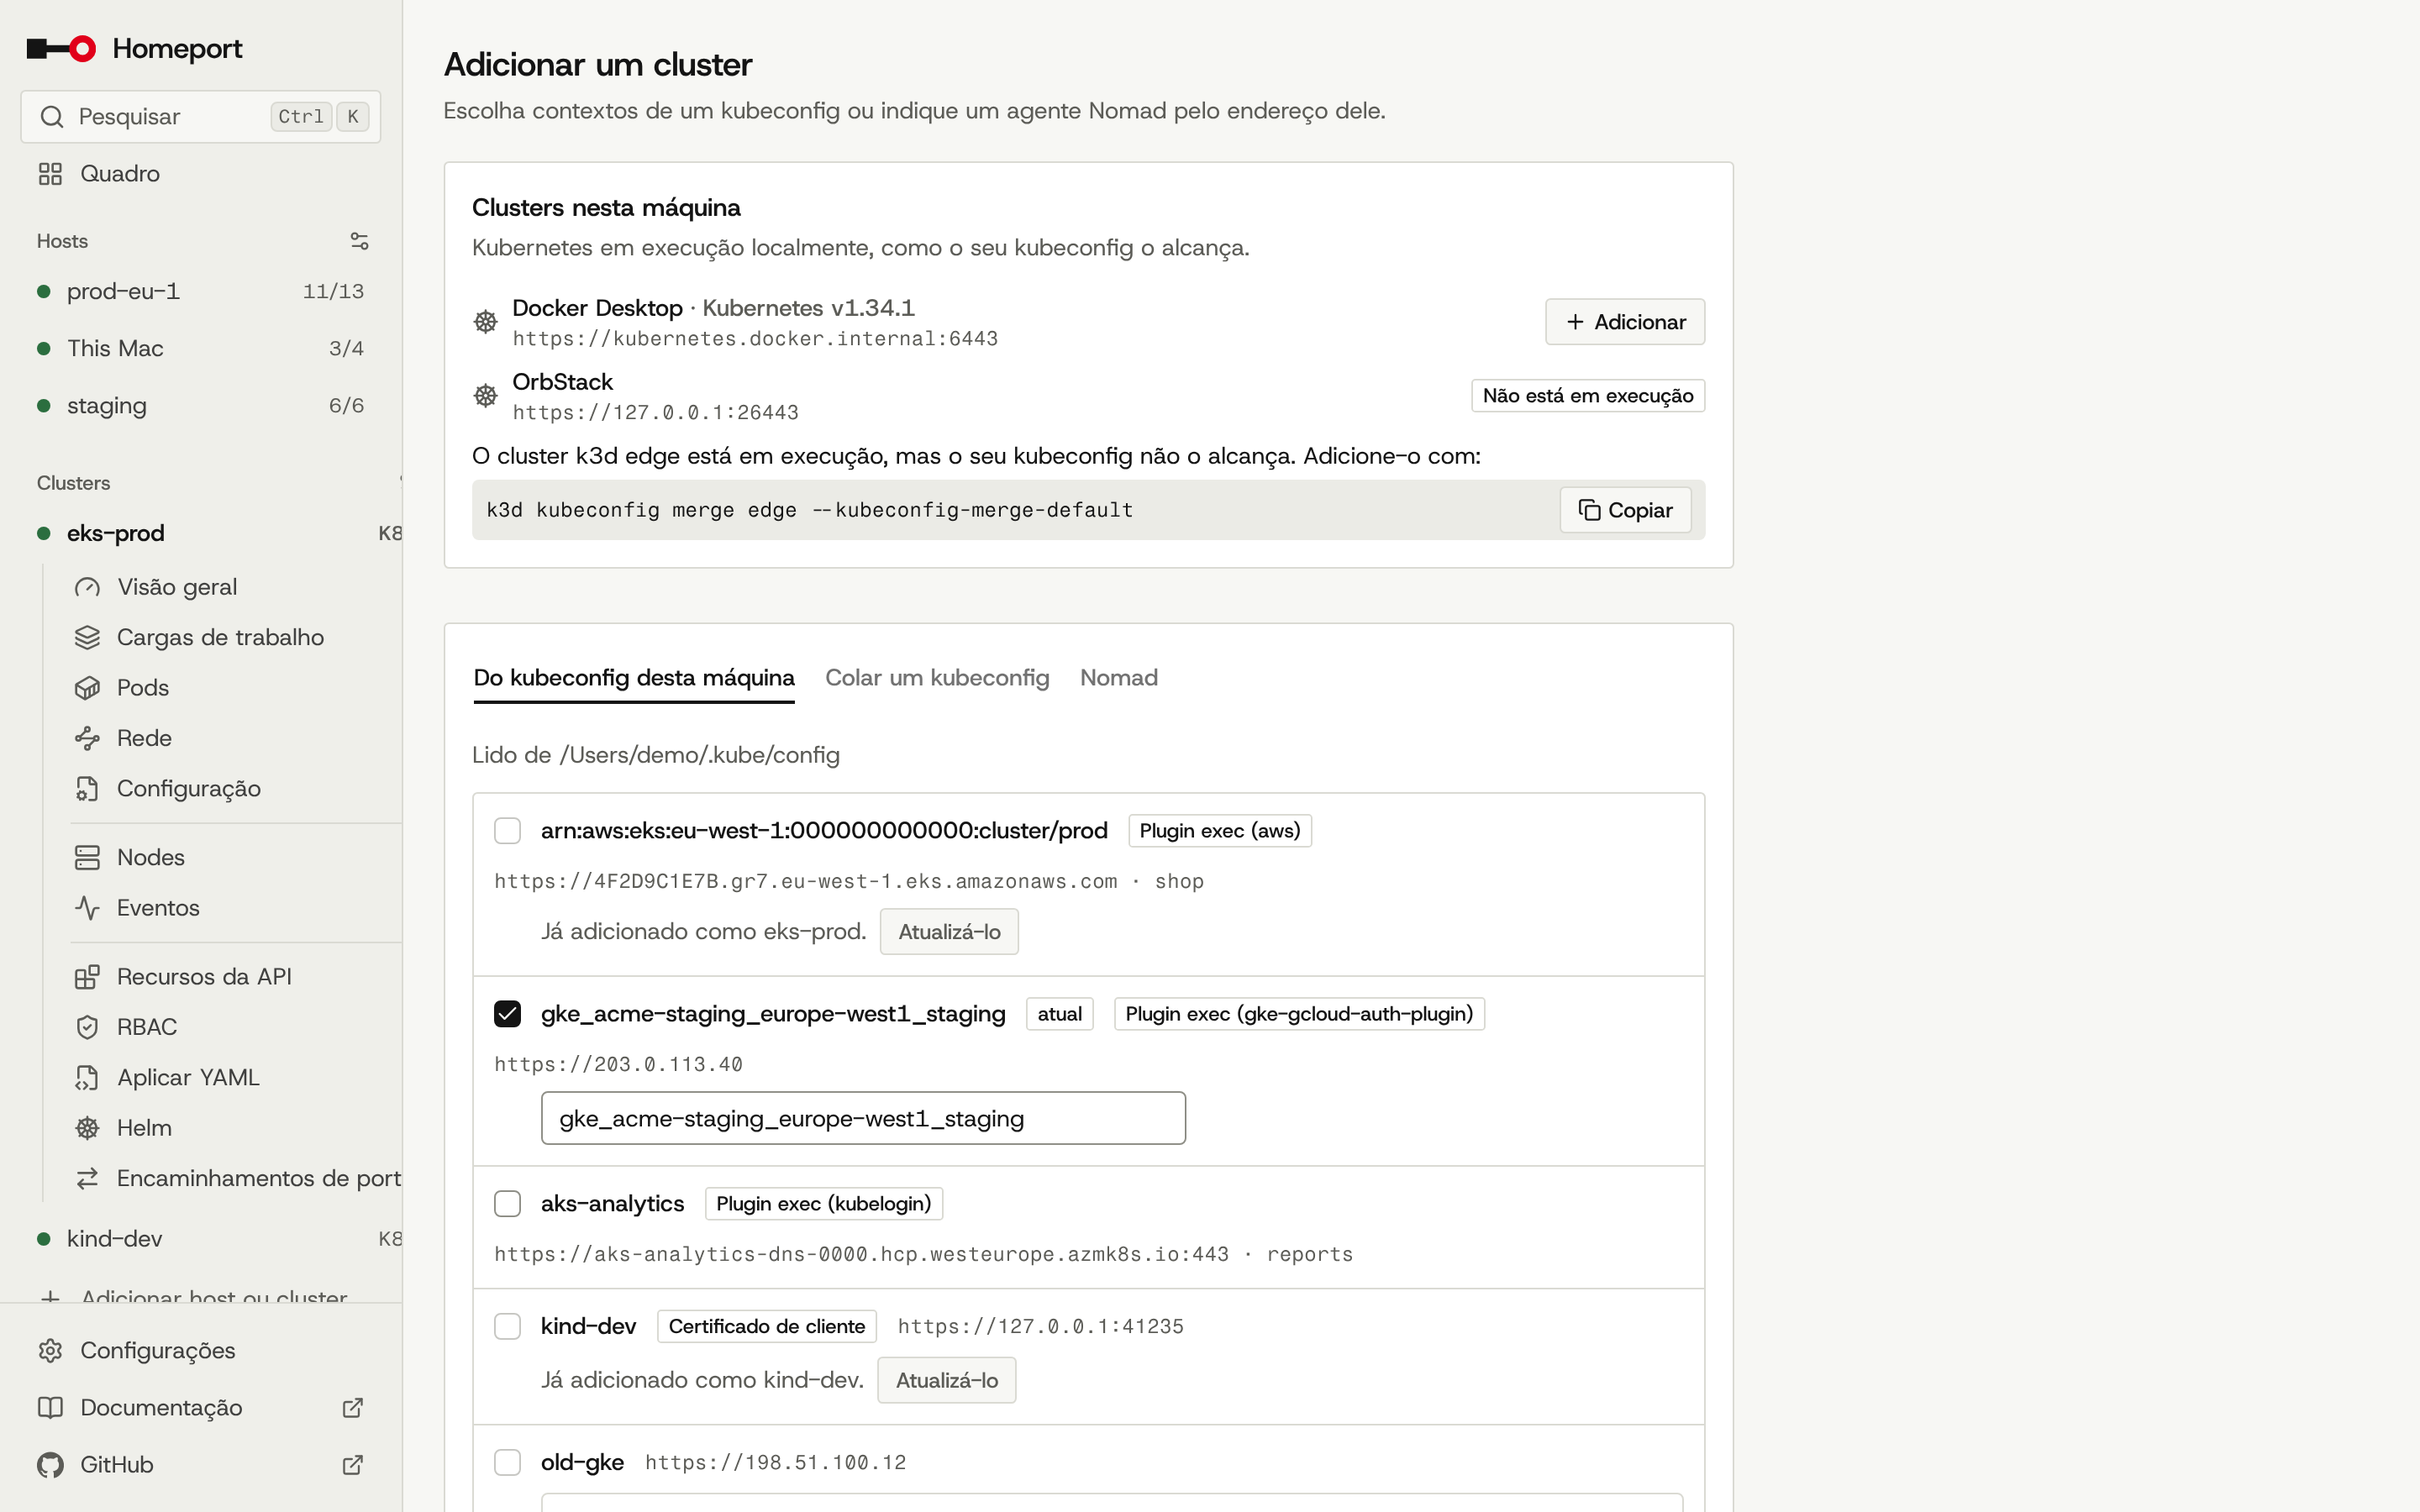 Homeport
Pesquisar Ctrl K
Quadro
Hosts
prod-eu-1 11/13
This Mac 3/4
staging 6/6
Clusters
eks-prod K8
Visão geral
Cargas de trabalho
Pods
Rede
Configuração
Nodes
Eventos
Recursos da API
RBAC
Aplicar YAML
Helm
Encaminhamentos de port
kind-dev K8
Adicionar host ou cluster
Configurações
Documentação
GitHub
Adicionar um cluster
Escolha contextos de um kubeconfig ou indique um agente Nomad pelo endereço dele.
Clusters nesta máquina
Kubernetes em execução localmente, como o seu kubeconfig o alcança.
Docker Desktop · Kubernetes v1.34.1
https://kubernetes.docker.internal:6443
Adicionar
OrbStack
https://127.0.0.1:26443
Não está em execução
O cluster k3d edge está em execução, mas o seu kubeconfig não o alcança. Adicione-o com:
k3d kubeconfig merge edge --kubeconfig-merge-default
Copiar
Do kubeconfig desta máquina Colar um kubeconfig Nomad
Lido de /Users/demo/.kube/config
arn:aws:eks:eu-west-1:000000000000:cluster/prod Plugin exec (aws)
https://4F2D9C1E7B.gr7.eu-west-1.eks.amazonaws.com · shop
Já adicionado como eks-prod. Atualizá-lo
gke_acme-staging_europe-west1_staging atual Plugin exec (gke-gcloud-auth-plugin)
https://203.0.113.40
gke_acme-staging_europe-west1_staging
aks-analytics Plugin exec (kubelogin)
https://aks-analytics-dns-0000.hcp.westeurope.azmk8s.io:443 · reports
kind-dev Certificado de cliente https://127.0.0.1:41235
Já adicionado como kind-dev. Atualizá-lo
old-gke https://198.51.100.12